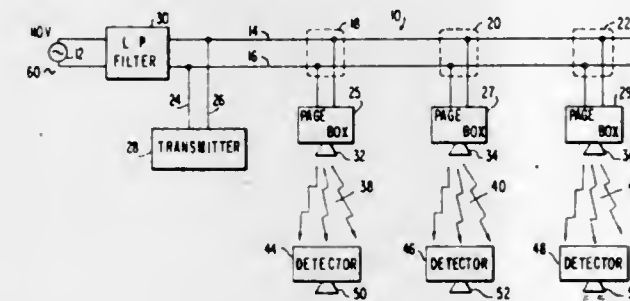 30
110V
14
18
10
20
22
L P
FILTER
12
16
60~
24
26
25
27
29
PAGE
BOX
PAGE
BOX
PAGE
BOX
28
TRANSMITTER
32
34
38
40
44
DETECTOR
46
DETECTOR
48
DETECTOR
50
52